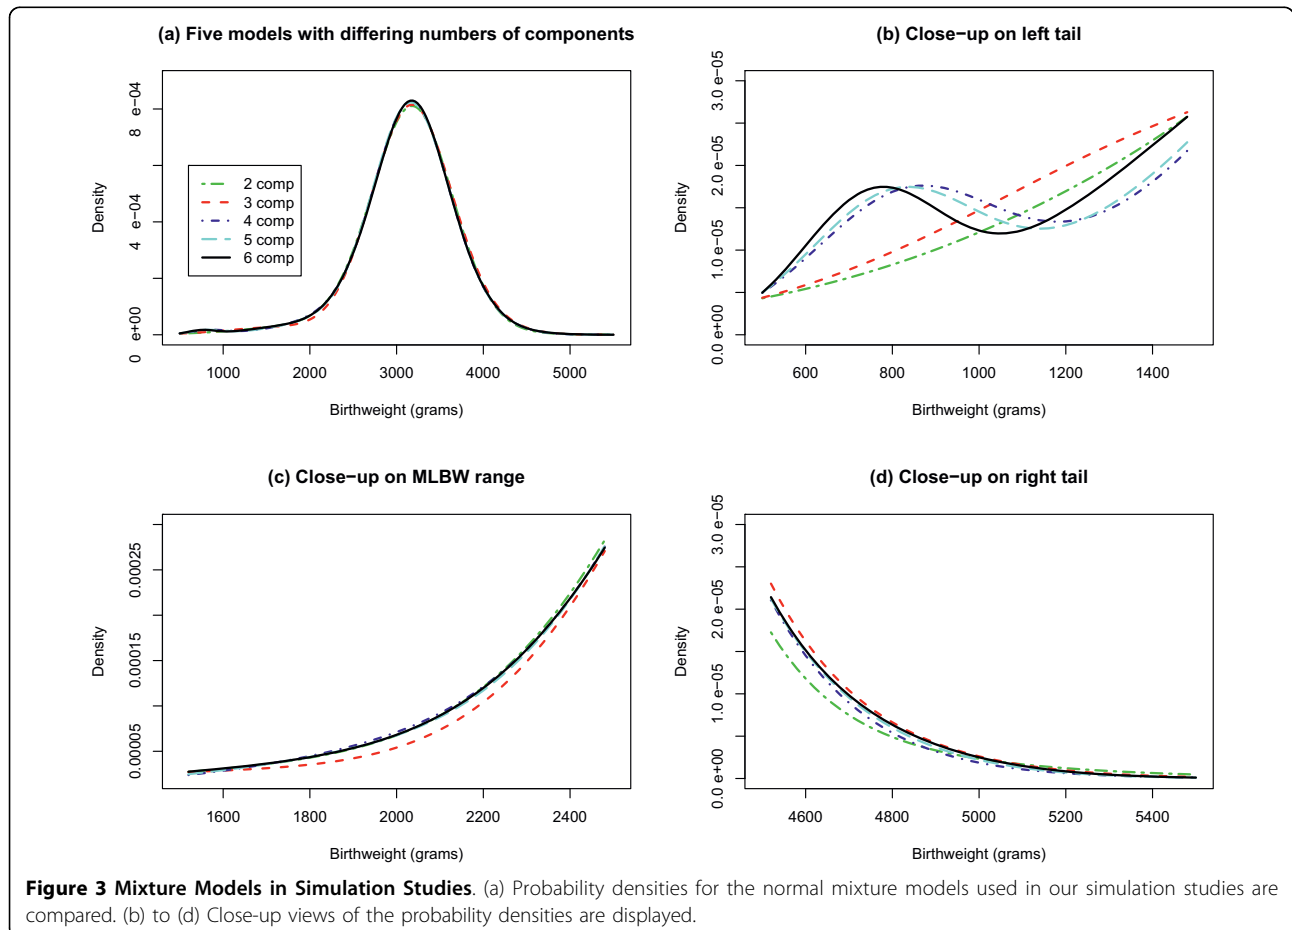 (a) Five models with differing numbers of components
Density
0 e+00
4 e−04
8 e−04
2 comp
3 comp
4 comp
5 comp
6 comp
1000 2000 3000 4000 5000
Birthweight (grams)
(b) Close−up on left tail
Density
0.0 e+00
1.0 e−05
2.0 e−05
3.0 e−05
600 800 1000 1200 1400
Birthweight (grams)
(c) Close−up on MLBW range
Density
0.00005
0.00015
0.00025
1600 1800 2000 2200 2400
Birthweight (grams)
(d) Close−up on right tail
Density
0.0 e+00
1.0 e−05
2.0 e−05
3.0 e−05
4600 4800 5000 5200 5400
Birthweight (grams)
Figure 3 Mixture Models in Simulation Studies. (a) Probability densities for the normal mixture models used in our simulation studies are
compared. (b) to (d) Close-up views of the probability densities are displayed.